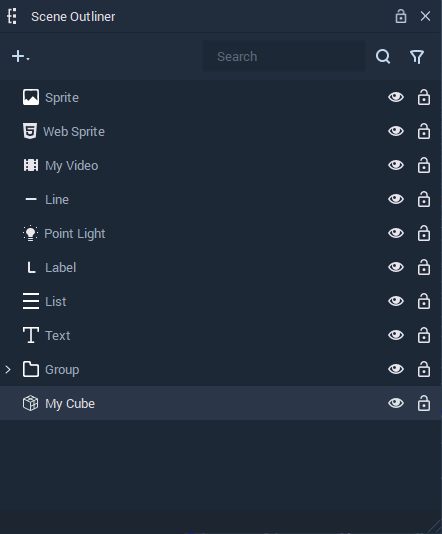 Scene Outliner
Search
Sprite
Web Sprite
My Video
Line
Point Light
Label
List
Text
Group
My Cube